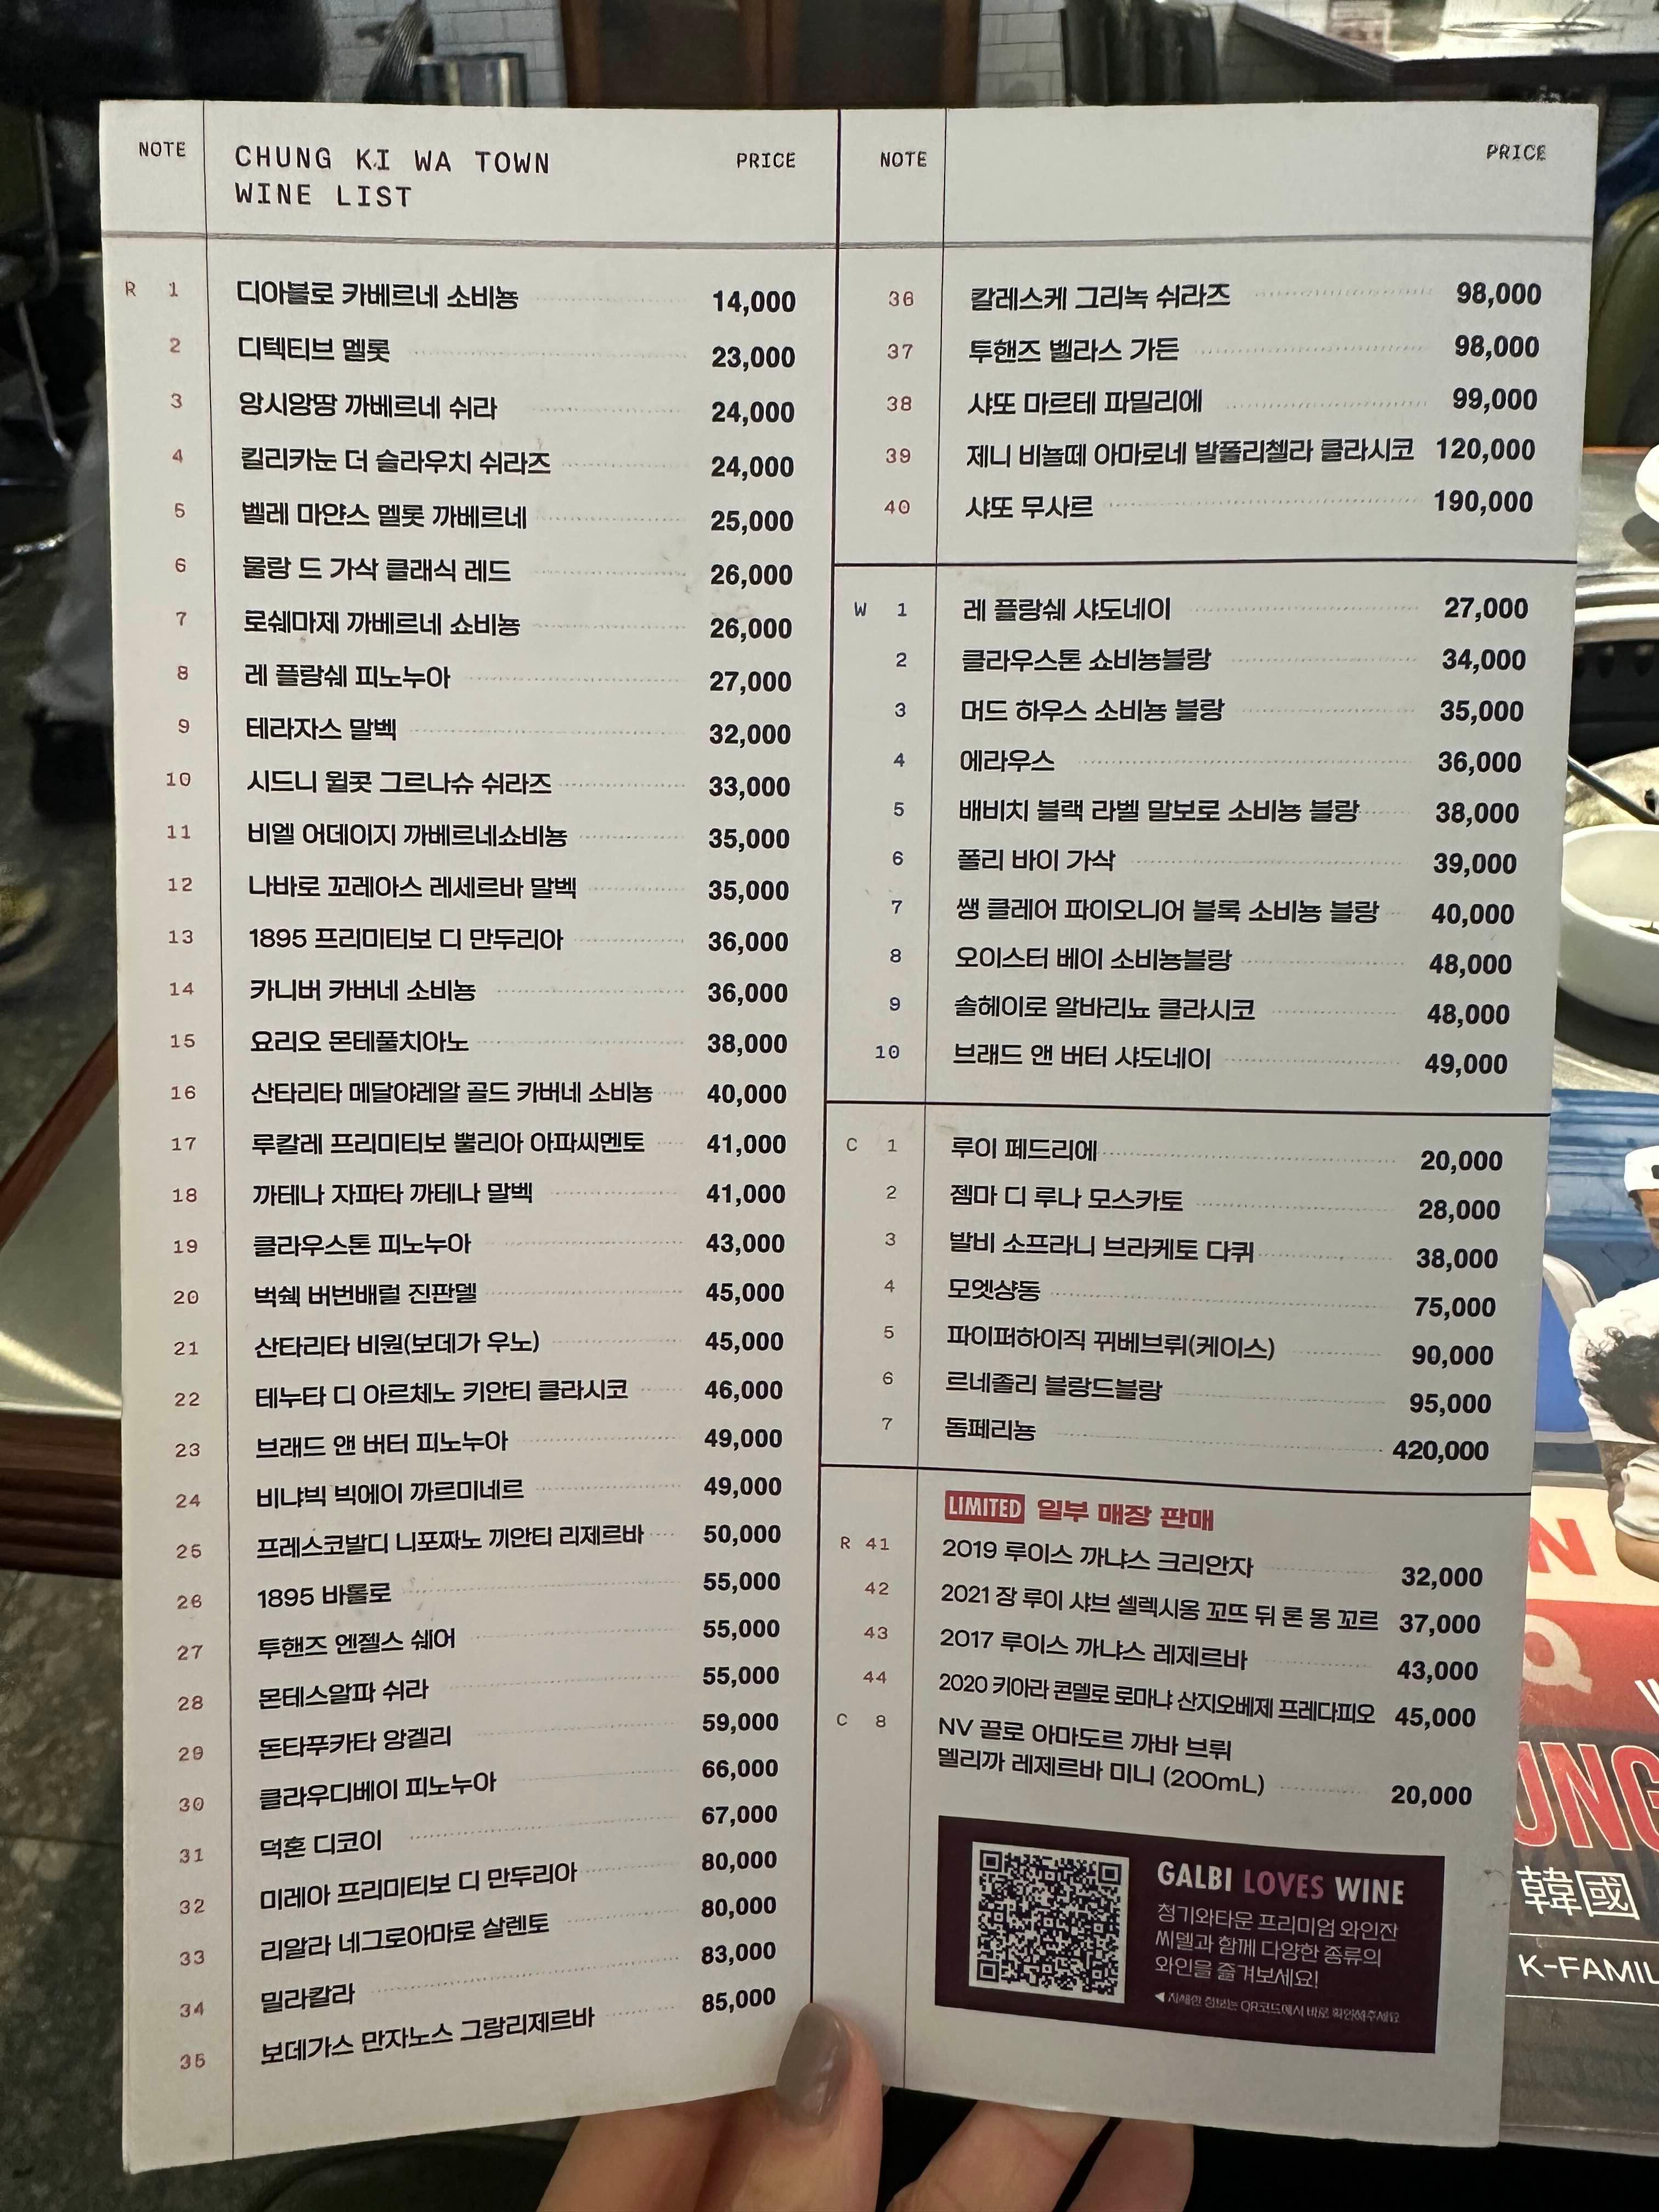 NOTE
CHUNG KI WA TOWN
WINE LIST
PRICE
R 1 디아블로 카베르네 소비뇽 14,000
2 디텍티브 멜롯 23,000
3 앙시앙땅 까베르네 쉬라 24,000
4 킬리카눈 더 슬라우치 쉬라즈 24,000
5 벨레 마얀스 멜롯 까베르네 25,000
6 물랑 드 가삭 클래식 레드 26,000
7 로쉐마제 까베르네 쇼비뇽 26,000
8 레 플랑쉐 피노누아 27,000
9 테라자스 말벡 32,000
10 시드니 윌콧 그르나슈 쉬라즈 33,000
11 비엘 어데이지 까베르네쇼비뇽 35,000
12 나바로 꼬레아스 레세르바 말벡 35,000
13 1895 프리미티보 디 만두리아 36,000
14 카니버 카버네 소비뇽 36,000
15 요리오 몬테풀치아노 38,000
16 산타리타 메달야레알 골드 카버네 소비뇽 40,000
17 루칼레 프리미티보 뿔리아 아파씨멘토 41,000
18 까테나 자파타 까테나 말벡 41,000
19 클라우스톤 피노누아 43,000
20 벅쉑 버번배럴 진판델 45,000
21 산타리타 비원(보데가 우노) 45,000
22 테누타 디 아르체노 키안티 클라시코 46,000
23 브래드 앤 버터 피노누아 49,000
24 비냐빅 빅에이 까르미네르 49,000
25 프레스코발디 니포짜노 끼안티 리제르바 50,000
26 1895 바롤로 55,000
27 투핸즈 엔젤스 쉐어 55,000
28 몬테스알파 쉬라 55,000
29 돈타푸카타 앙겔리 59,000
30 클라우디베이 피노누아 66,000
31 덕혼 디코이 67,000
32 미레아 프리미티보 디 만두리아 80,000
33 리알라 네그로아마로 살렌토 80,000
34 밀라칼라 83,000
35 보데가스 만자노스 그랑리제르바 85,000
NOTE
PRICE
36 칼레스케 그리녹 쉬라즈 98,000
37 투핸즈 벨라스 가든 98,000
38 샤또 마르테 파밀리에 99,000
39 제니 비뇰떼 아마로네 발폴리첼라 클라시코 120,000
40 샤또 무사르 190,000
W 1 레 플랑쉐 샤도네이 27,000
2 클라우스톤 쇼비뇽블랑 34,000
3 머드 하우스 소비뇽 블랑 35,000
4 에라우스 36,000
5 배비치 블랙 라벨 말보로 소비뇽 블랑 38,000
6 폴리 바이 가삭 39,000
7 쌩 클레어 파이오니어 블록 소비뇽 블랑 40,000
8 오이스터 베이 소비뇽블랑 48,000
9 솔헤이로 알바리뇨 클라시코 48,000
10 브래드 앤 버터 샤도네이 49,000
C 1 루이 페드리에 20,000
2 젬마 디 루나 모스카토 28,000
3 발비 소프라니 브라케토 다퀴 38,000
4 모엣샹동 75,000
5 파이퍼하이직 뀌베브뤼(케이스) 90,000
6 르네졸리 블랑드블랑 95,000
7 돔페리뇽 420,000
LIMITED 일부 매장 판매
R 41 2019 루이스 까냐스 크리안자 32,000
42 2021 장 루이 샤브 셀렉시옹 꼬뜨 뒤 론 몽 꼬르 37,000
43 2017 루이스 까냐스 레제르바 43,000
44 2020 키아라 콘델로 로마냐 산지오베제 프레다피오 45,000
C 8 NV 끌로 아마도르 까바 브뤼
델리까 레제르바 미니 (200mL) 20,000
GALBI LOVES WINE
청기와타운 프리미엄 와인잔
씨델과 함께 다양한 종류의
와인을 즐겨보세요!
◀ 자세한 정보는 QR코드에서 바로 확인해주세요
N
Q
UNG
韓國
K-FAMIL